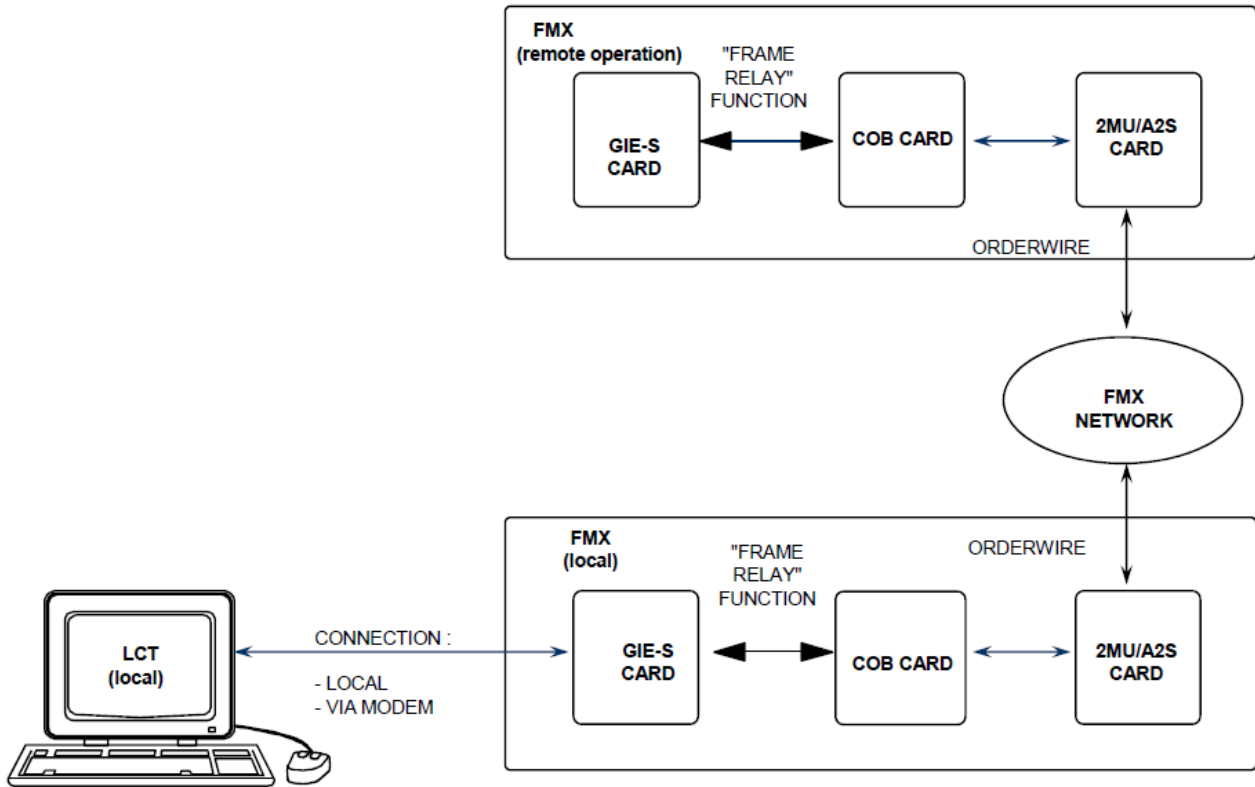 FMX
(remote operation)
"FRAME
RELAY"
FUNCTION
GIE-S
CARD
COB CARD
2MU/A2S
CARD
ORDERWIRE
FMX
NETWORK
FMX
(local)
"FRAME
RELAY"
FUNCTION
ORDERWIRE
LCT
(local)
CONNECTION :
- LOCAL
- VIA MODEM
GIE-S
CARD
COB CARD
2MU/A2S
CARD